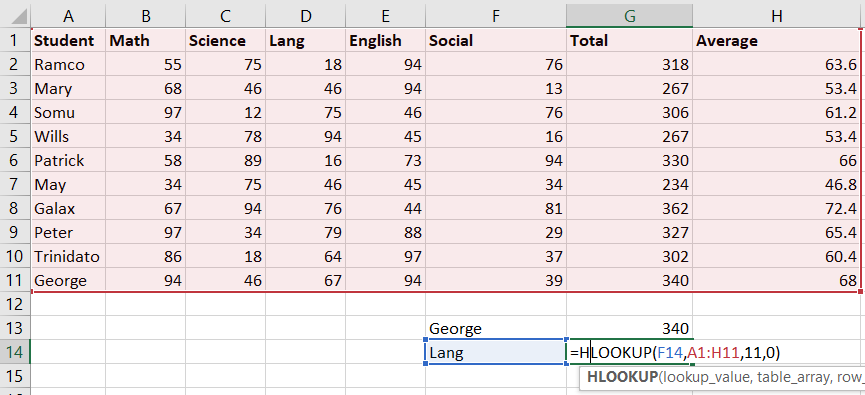 A B C D E F G H
1 Student Math Science Lang English Social Total Average
2 Ramco 55 75 18 94 76 318 63.6
3 Mary 68 46 46 94 13 267 53.4
4 Somu 97 12 75 46 76 306 61.2
5 Wills 34 78 94 45 16 267 53.4
6 Patrick 58 89 16 73 94 330 66
7 May 34 75 46 45 34 234 46.8
8 Galax 67 94 76 44 81 362 72.4
9 Peter 97 34 79 88 29 327 65.4
10 Trinidato 86 18 64 97 37 302 60.4
11 George 94 46 67 94 39 340 68
12
13 George 340
14 Lang =HLOOKUP(F14,A1:H11,11,0)
15 HLOOKUP(lookup_value, table_array, row_